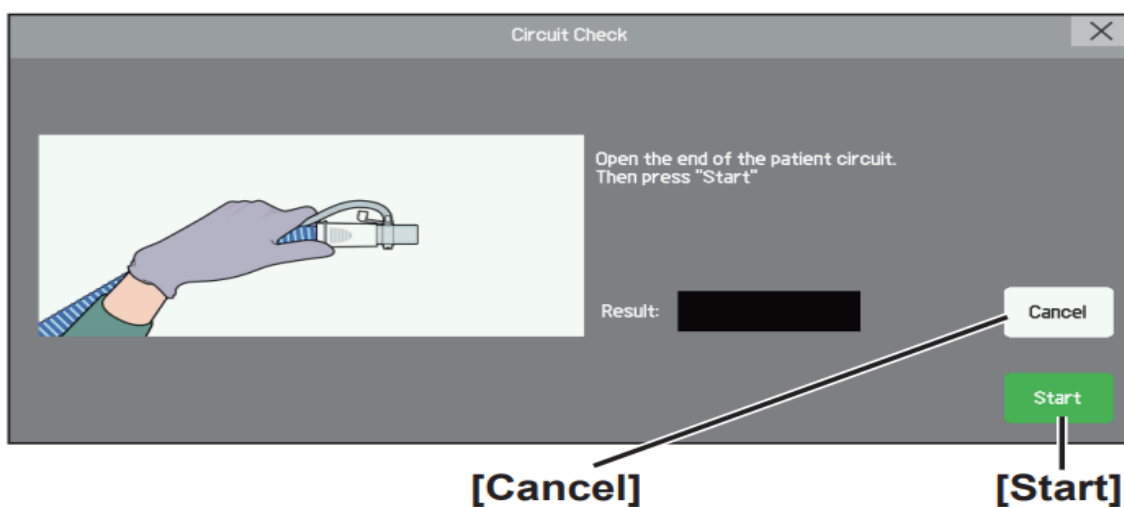 Circuit Check
Open the end of the patient circuit.
Then press "Start"
Result:
Cancel
Start
[Cancel]
[Start]